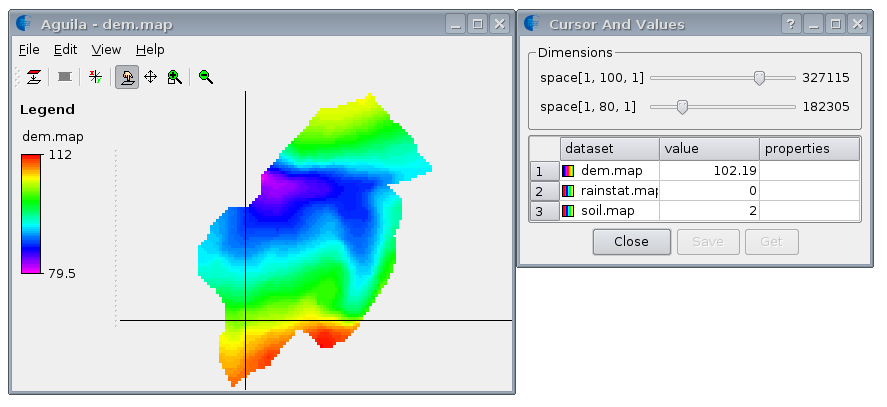 Aguila - dem.map
File Edit View Help
Legend
dem.map
112
79.5
Cursor And Values
?
Dimensions
space[1, 100, 1] 327115
space[1, 80, 1] 182305
dataset value properties
1 dem.map 102.19
2 rainstat.map 0
3 soil.map 2
Close Save Get